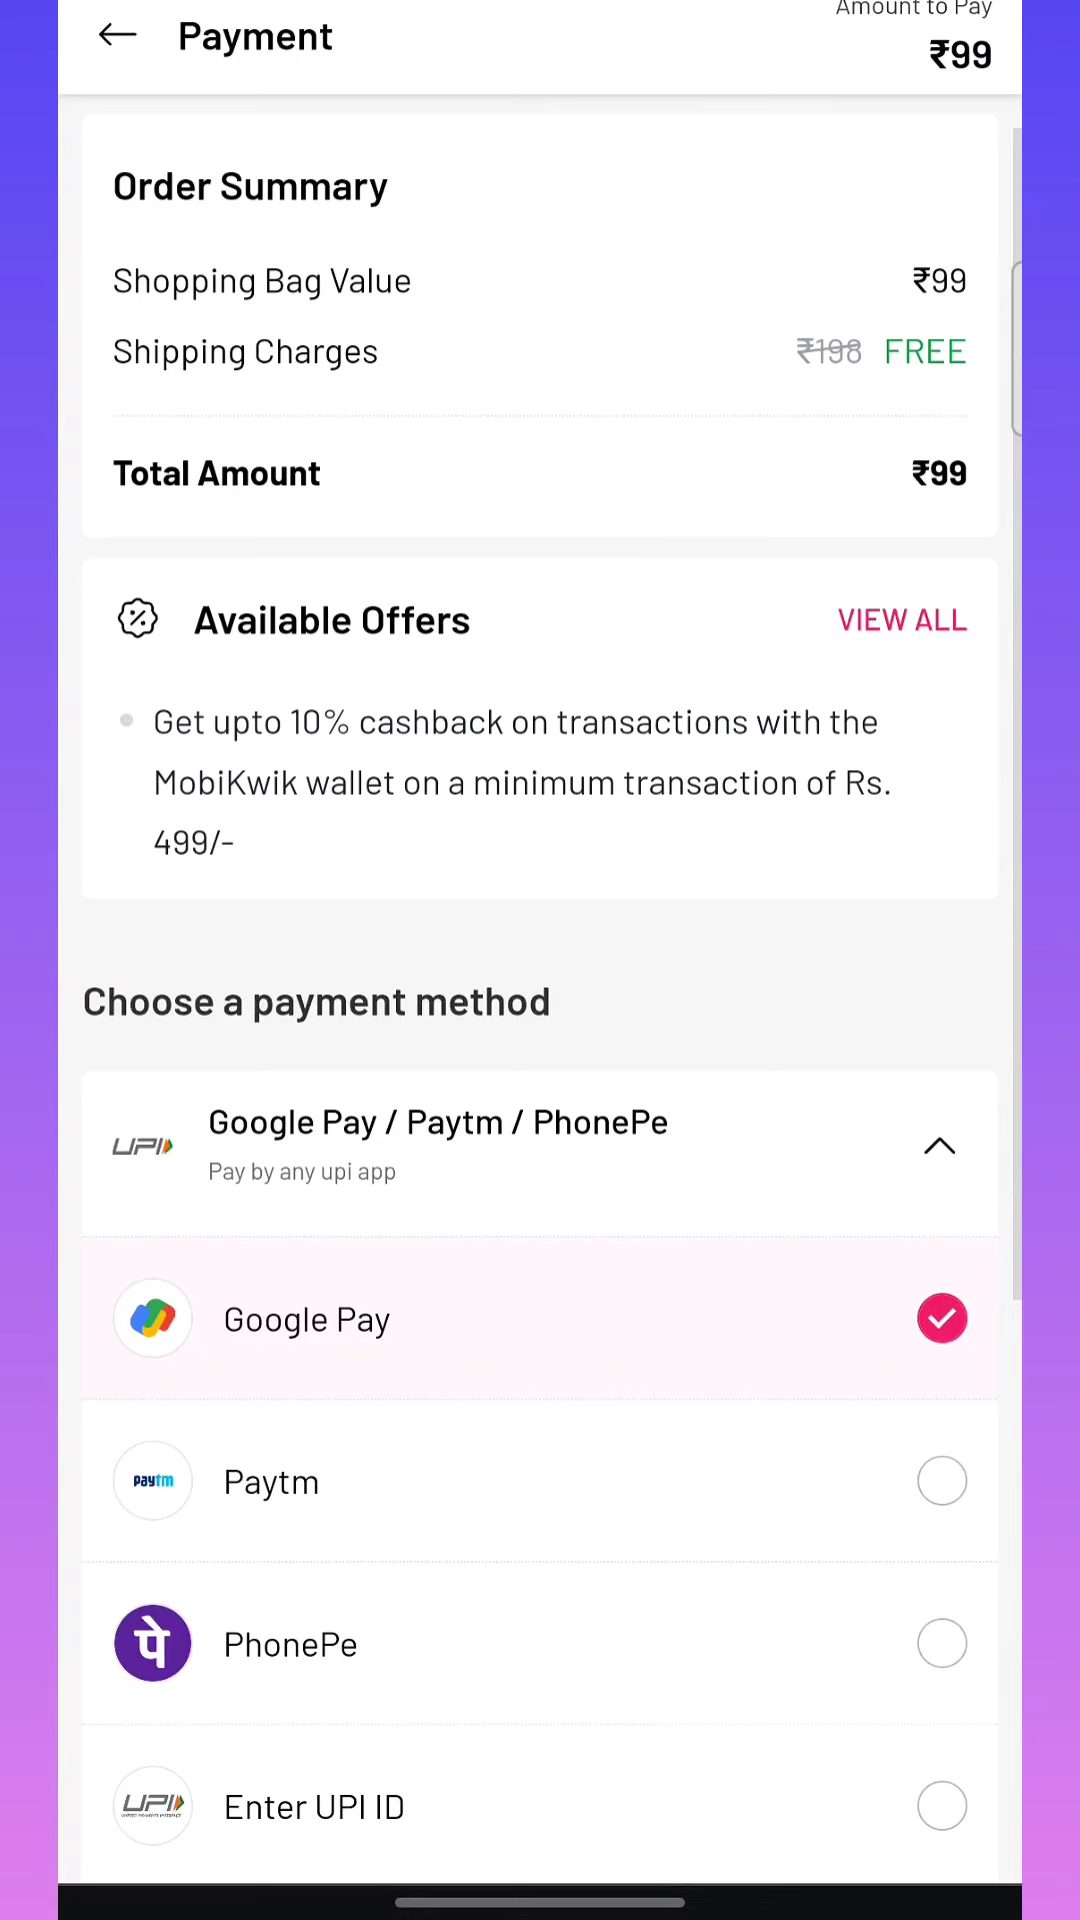 Amount to Pay
Payment
₹99
Order Summary
Shopping Bag Value ₹99
Shipping Charges ₹198 FREE
Total Amount ₹99
Available Offers VIEW ALL
Get upto 10% cashback on transactions with the
MobiKwik wallet on a minimum transaction of Rs.
499/-
Choose a payment method
UPI Google Pay / Paytm / PhonePe
Pay by any upi app
Google Pay
paytm Paytm
पे PhonePe
UPI Enter UPI ID